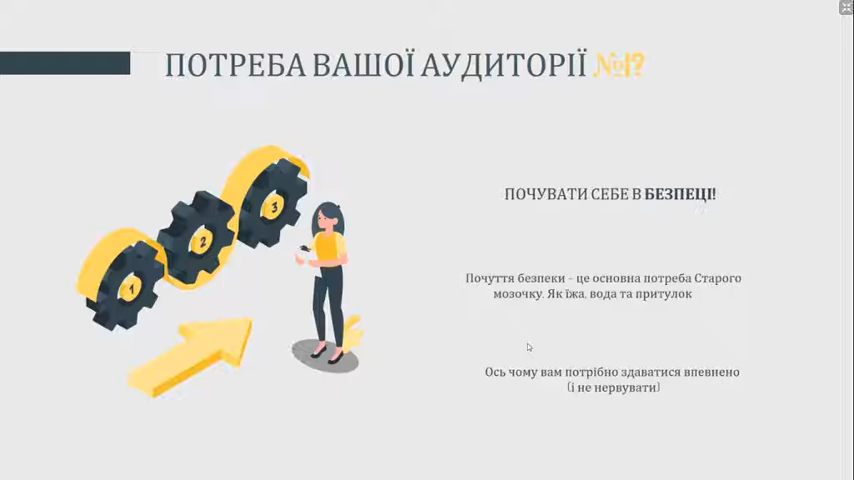 ПОТРЕБА ВАШОЇ АУДИТОРІЇ №1?
1
2
3
ПОЧУВАТИ СЕБЕ В БЕЗПЕЦІ!
Почуття безпеки - це основна потреба Старого
мозочку. Як їжа, вода та притулок
Ось чому вам потрібно здаватися впевнено
(і не нервувати)